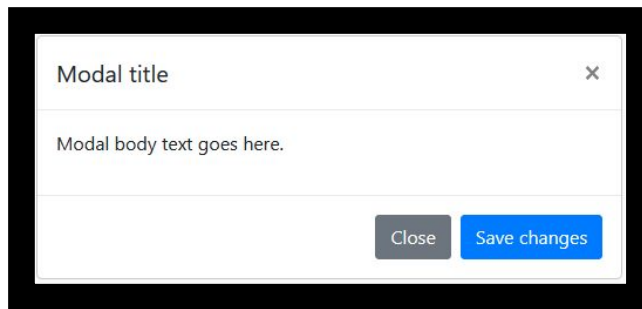 Modal title ×
Modal body text goes here.
Close Save changes